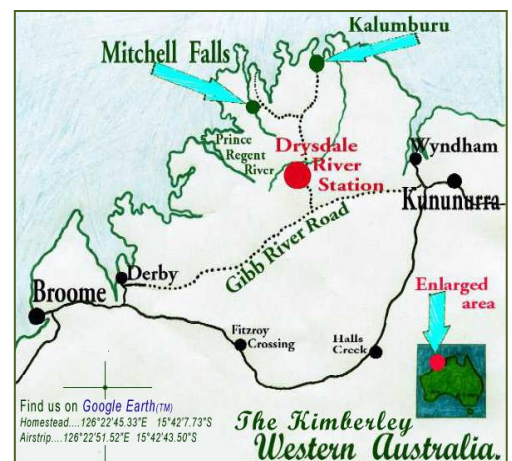 Kalumburu
Mitchell Falls
Prince
Regent
River
Drysdale
River
Station
Wyndham
Kununurra
Gibb River Road
Derby
Broome
Enlarged
area
Fitzroy
Crossing
Halls
Creek
Find us on Google Earth(TM)
Homestead....126°22'45.33"E 15°42'7.73"S
Airstrip....126°22'51.52"E 15°42'43.50"S
The Kimberley
Western Australia.